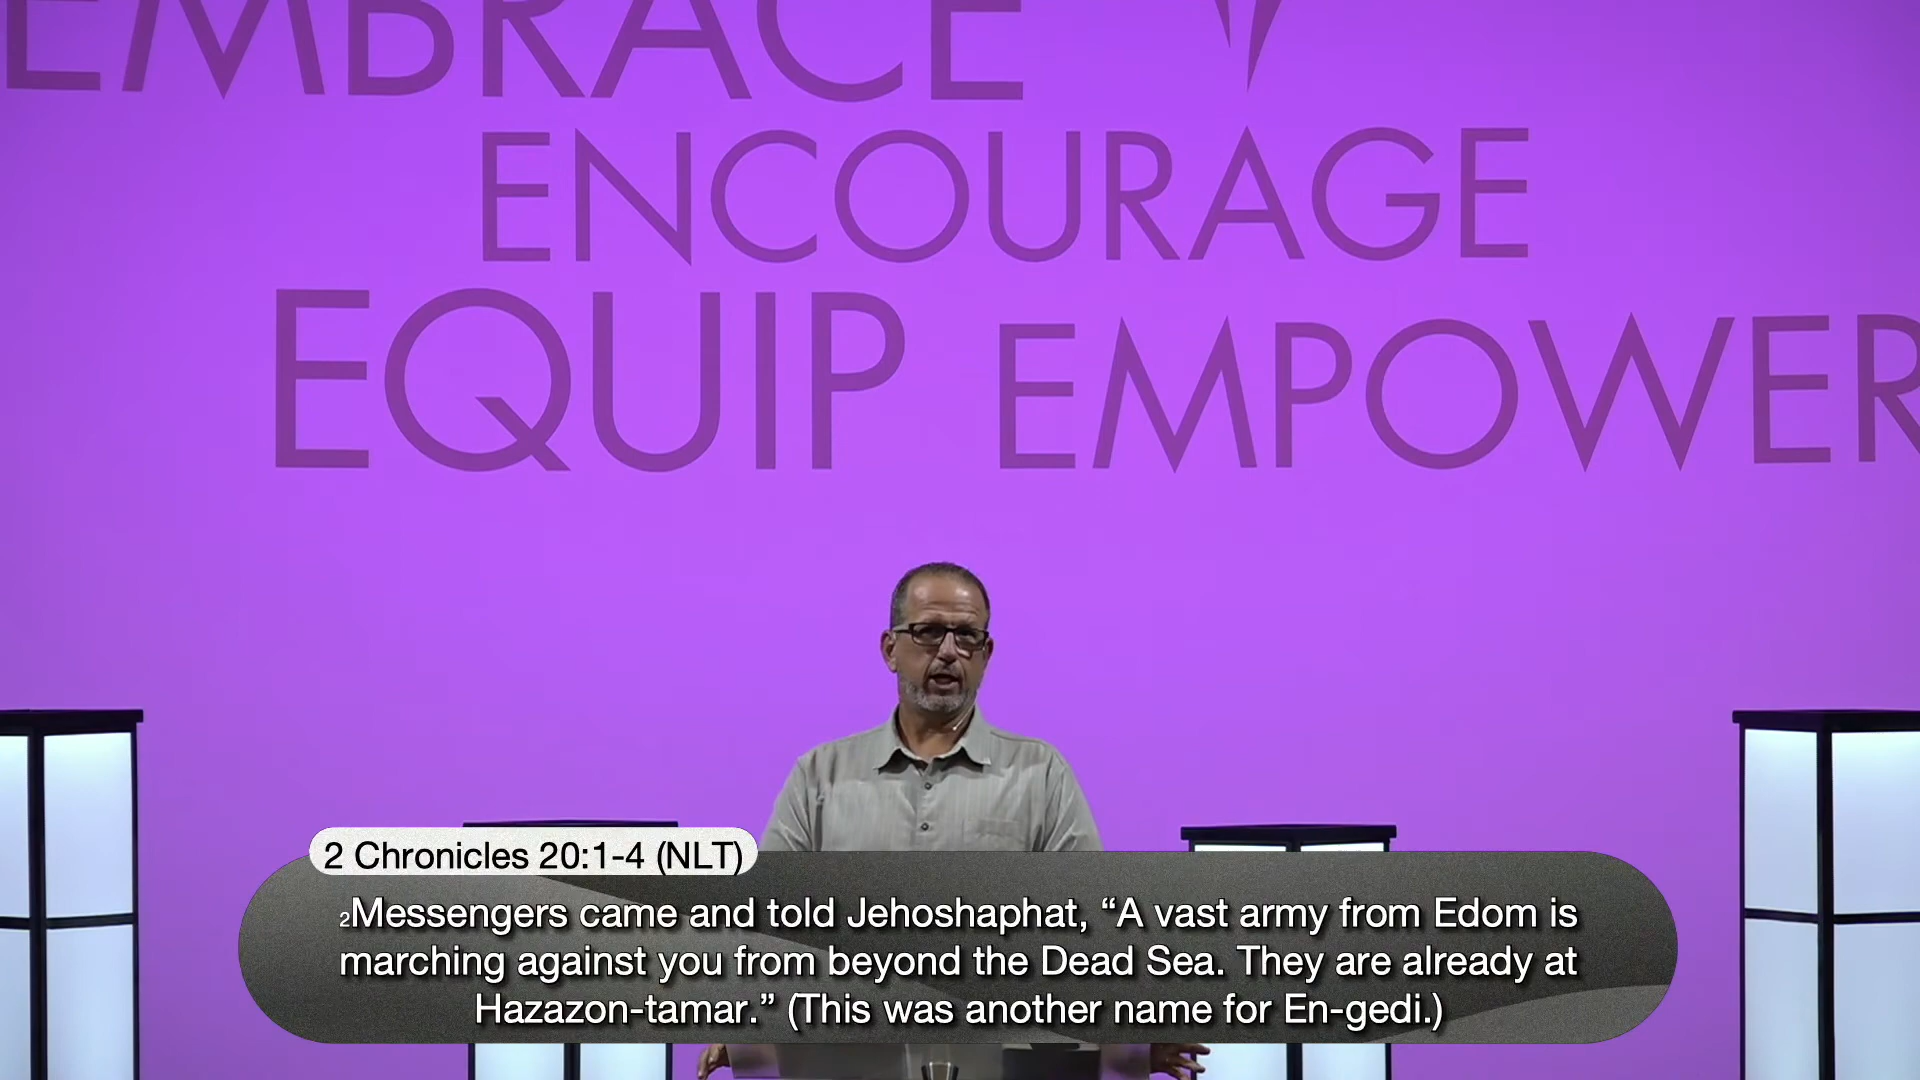 EMBRACE
ENCOURAGE
EQUIP EMPOWER
2 Chronicles 20:1-4 (NLT)
2Messengers came and told Jehoshaphat, “A vast army from Edom is
marching against you from beyond the Dead Sea. They are already at
Hazazon-tamar.” (This was another name for En-gedi.)